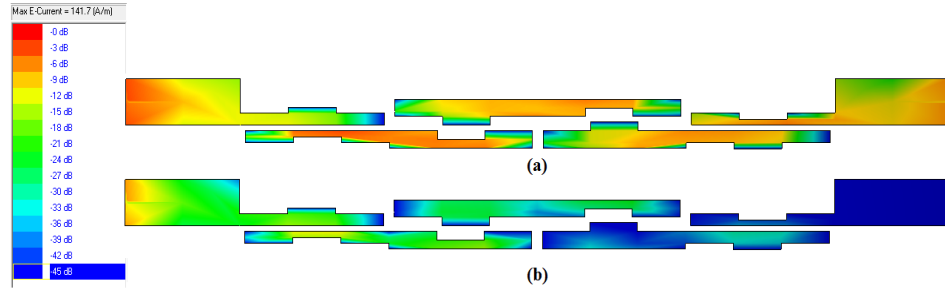 Max E-Current = 141.7 (A/m)
-0 dB
-3 dB
-6 dB
-9 dB
-12 dB
-15 dB
-18 dB
-21 dB
-24 dB
-27 dB
-30 dB
-33 dB
-36 dB
-39 dB
-42 dB
-45 dB
(a)
(b)